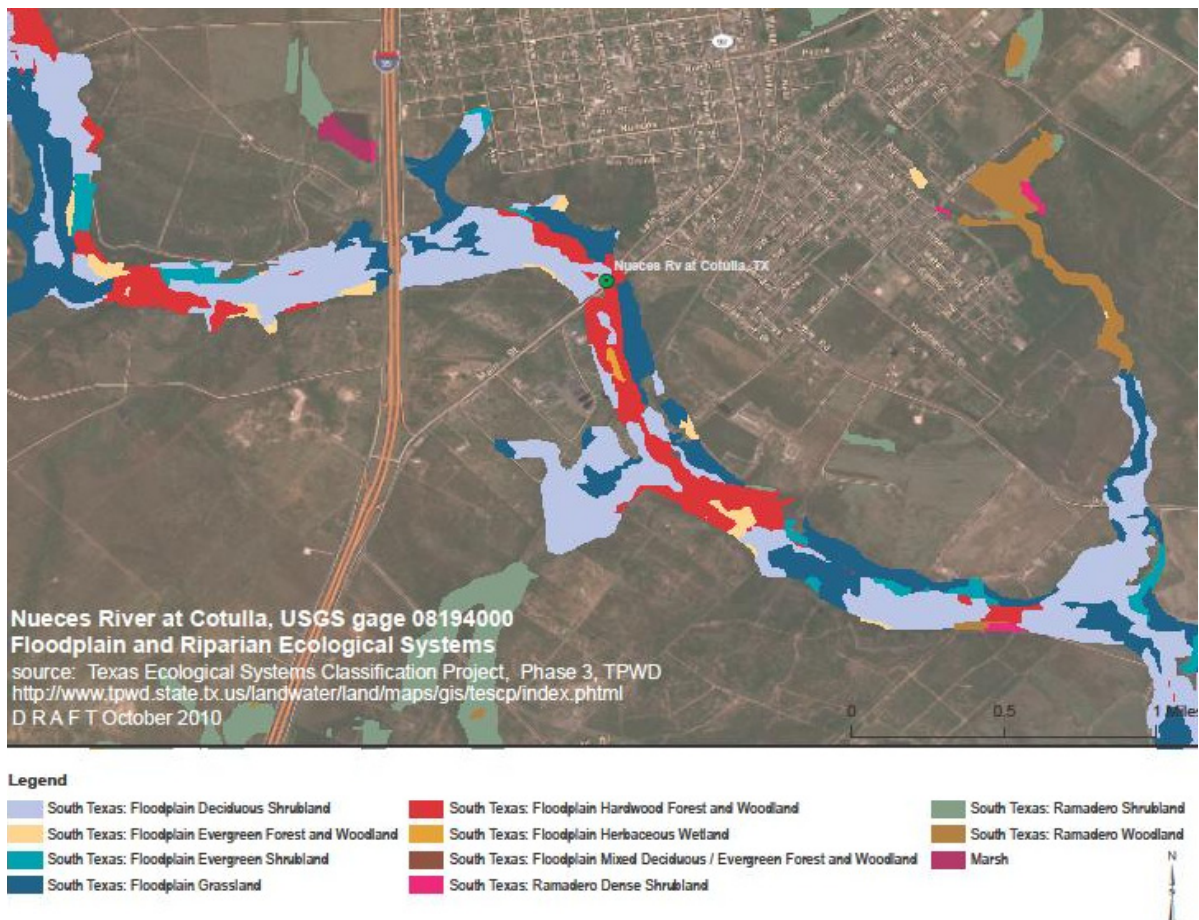 35
Nueces Rv at Cotulla, TX
Nueces River at Cotulla, USGS gage 08194000
Floodplain and Riparian Ecological Systems
source: Texas Ecological Systems Classification Project, Phase 3, TPWD
http://www.tpwd.state.tx.us/landwater/land/maps/gis/tescp/index.phtml
D R A F T October 2010
0 0.5 1 Miles
Legend
South Texas: Floodplain Deciduous Shrubland
South Texas: Floodplain Evergreen Forest and Woodland
South Texas: Floodplain Evergreen Shrubland
South Texas: Floodplain Grassland
South Texas: Floodplain Hardwood Forest and Woodland
South Texas: Floodplain Herbaceous Wetland
South Texas: Floodplain Mixed Deciduous / Evergreen Forest and Woodland
South Texas: Ramadero Dense Shrubland
South Texas: Ramadero Shrubland
South Texas: Ramadero Woodland
Marsh
N